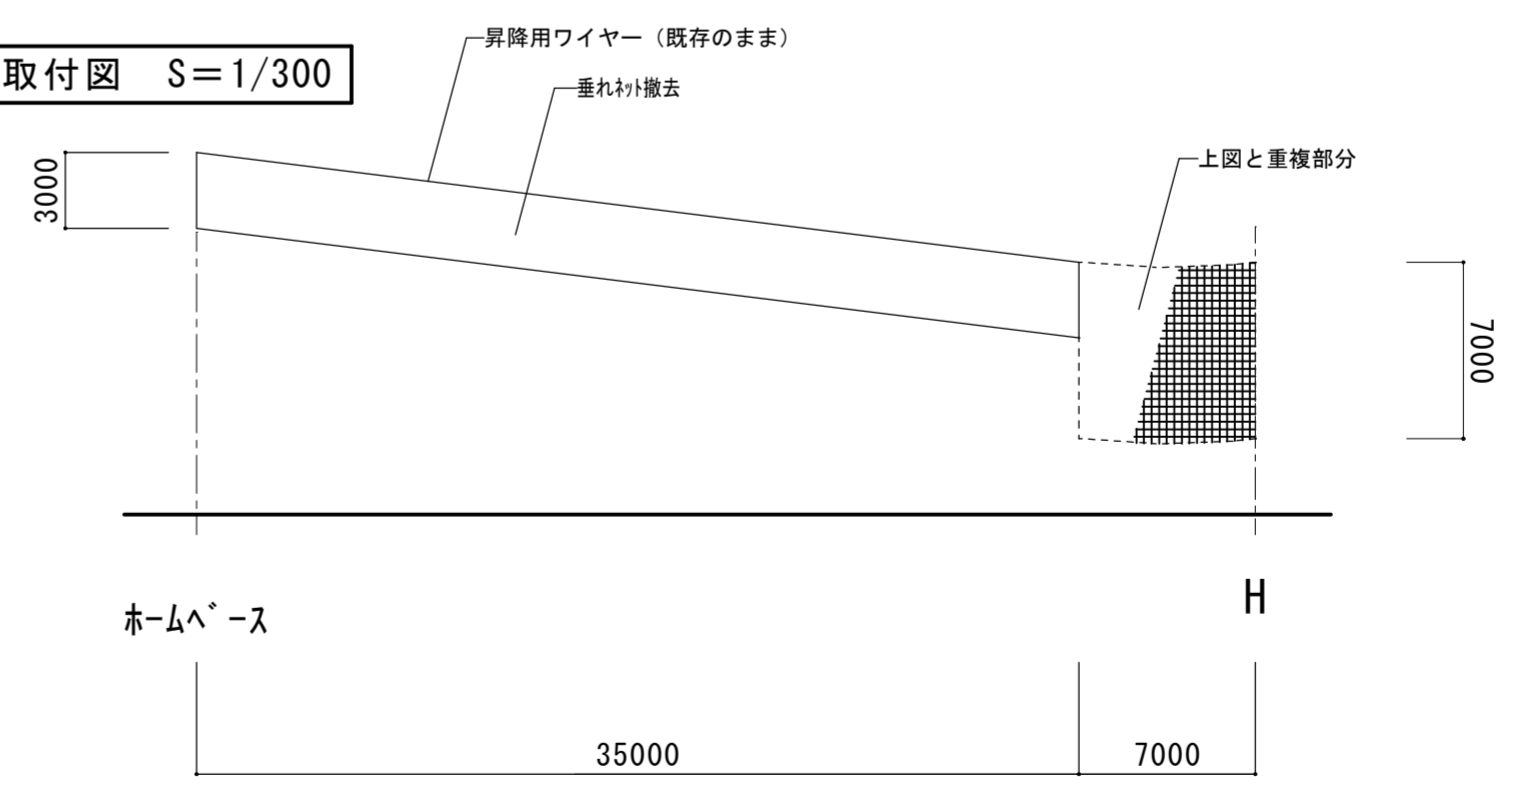 昇降用ワイヤー（既存のまま）
取付図　S＝1/300
垂れﾈｯﾄ撤去
上図と重複部分
3000
7000
ﾎｰﾑﾍﾞｰｽ
H
35000
7000